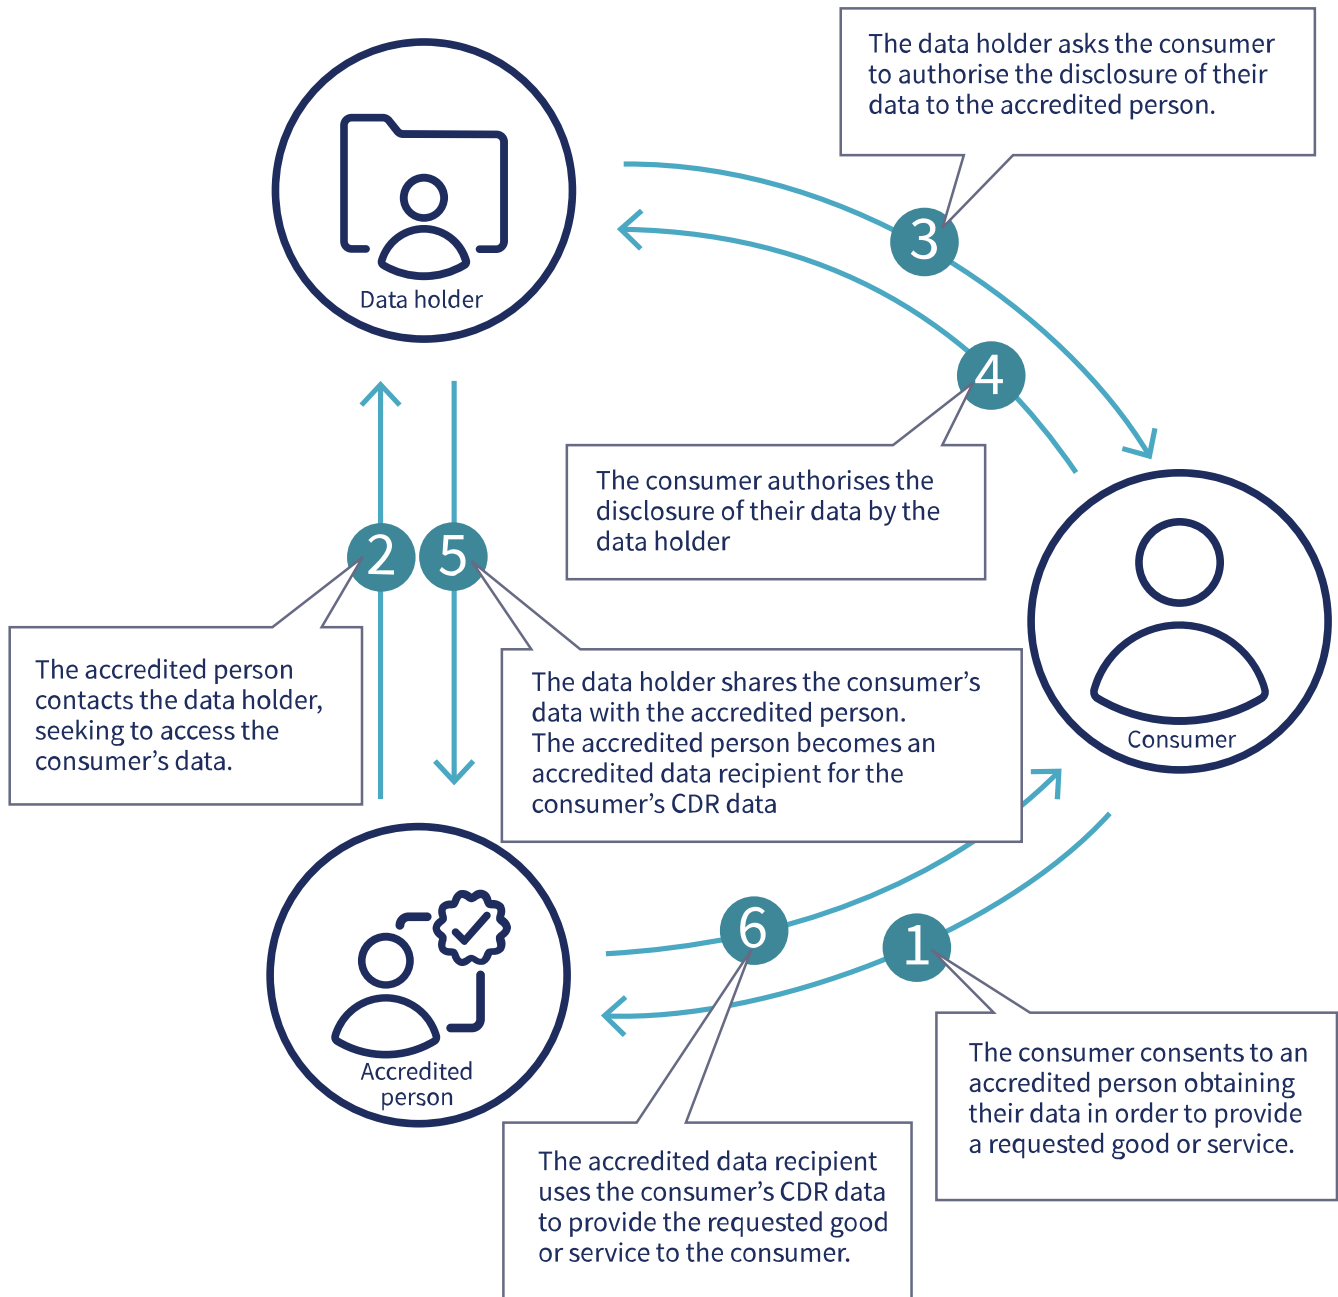 The data holder asks the consumer
to authorise the disclosure of their
data to the accredited person.
3
Data holder
4
The consumer authorises the
disclosure of their data by the
data holder
2
5
The accredited person
contacts the data holder,
seeking to access the
consumer’s data.
The data holder shares the consumer’s
data with the accredited person.
The accredited person becomes an
accredited data recipient for the
consumer’s CDR data
Consumer
6
1
Accredited
person
The consumer consents to an
accredited person obtaining
their data in order to provide
a requested good or service.
The accredited data recipient
uses the consumer’s CDR data
to provide the requested good
or service to the consumer.